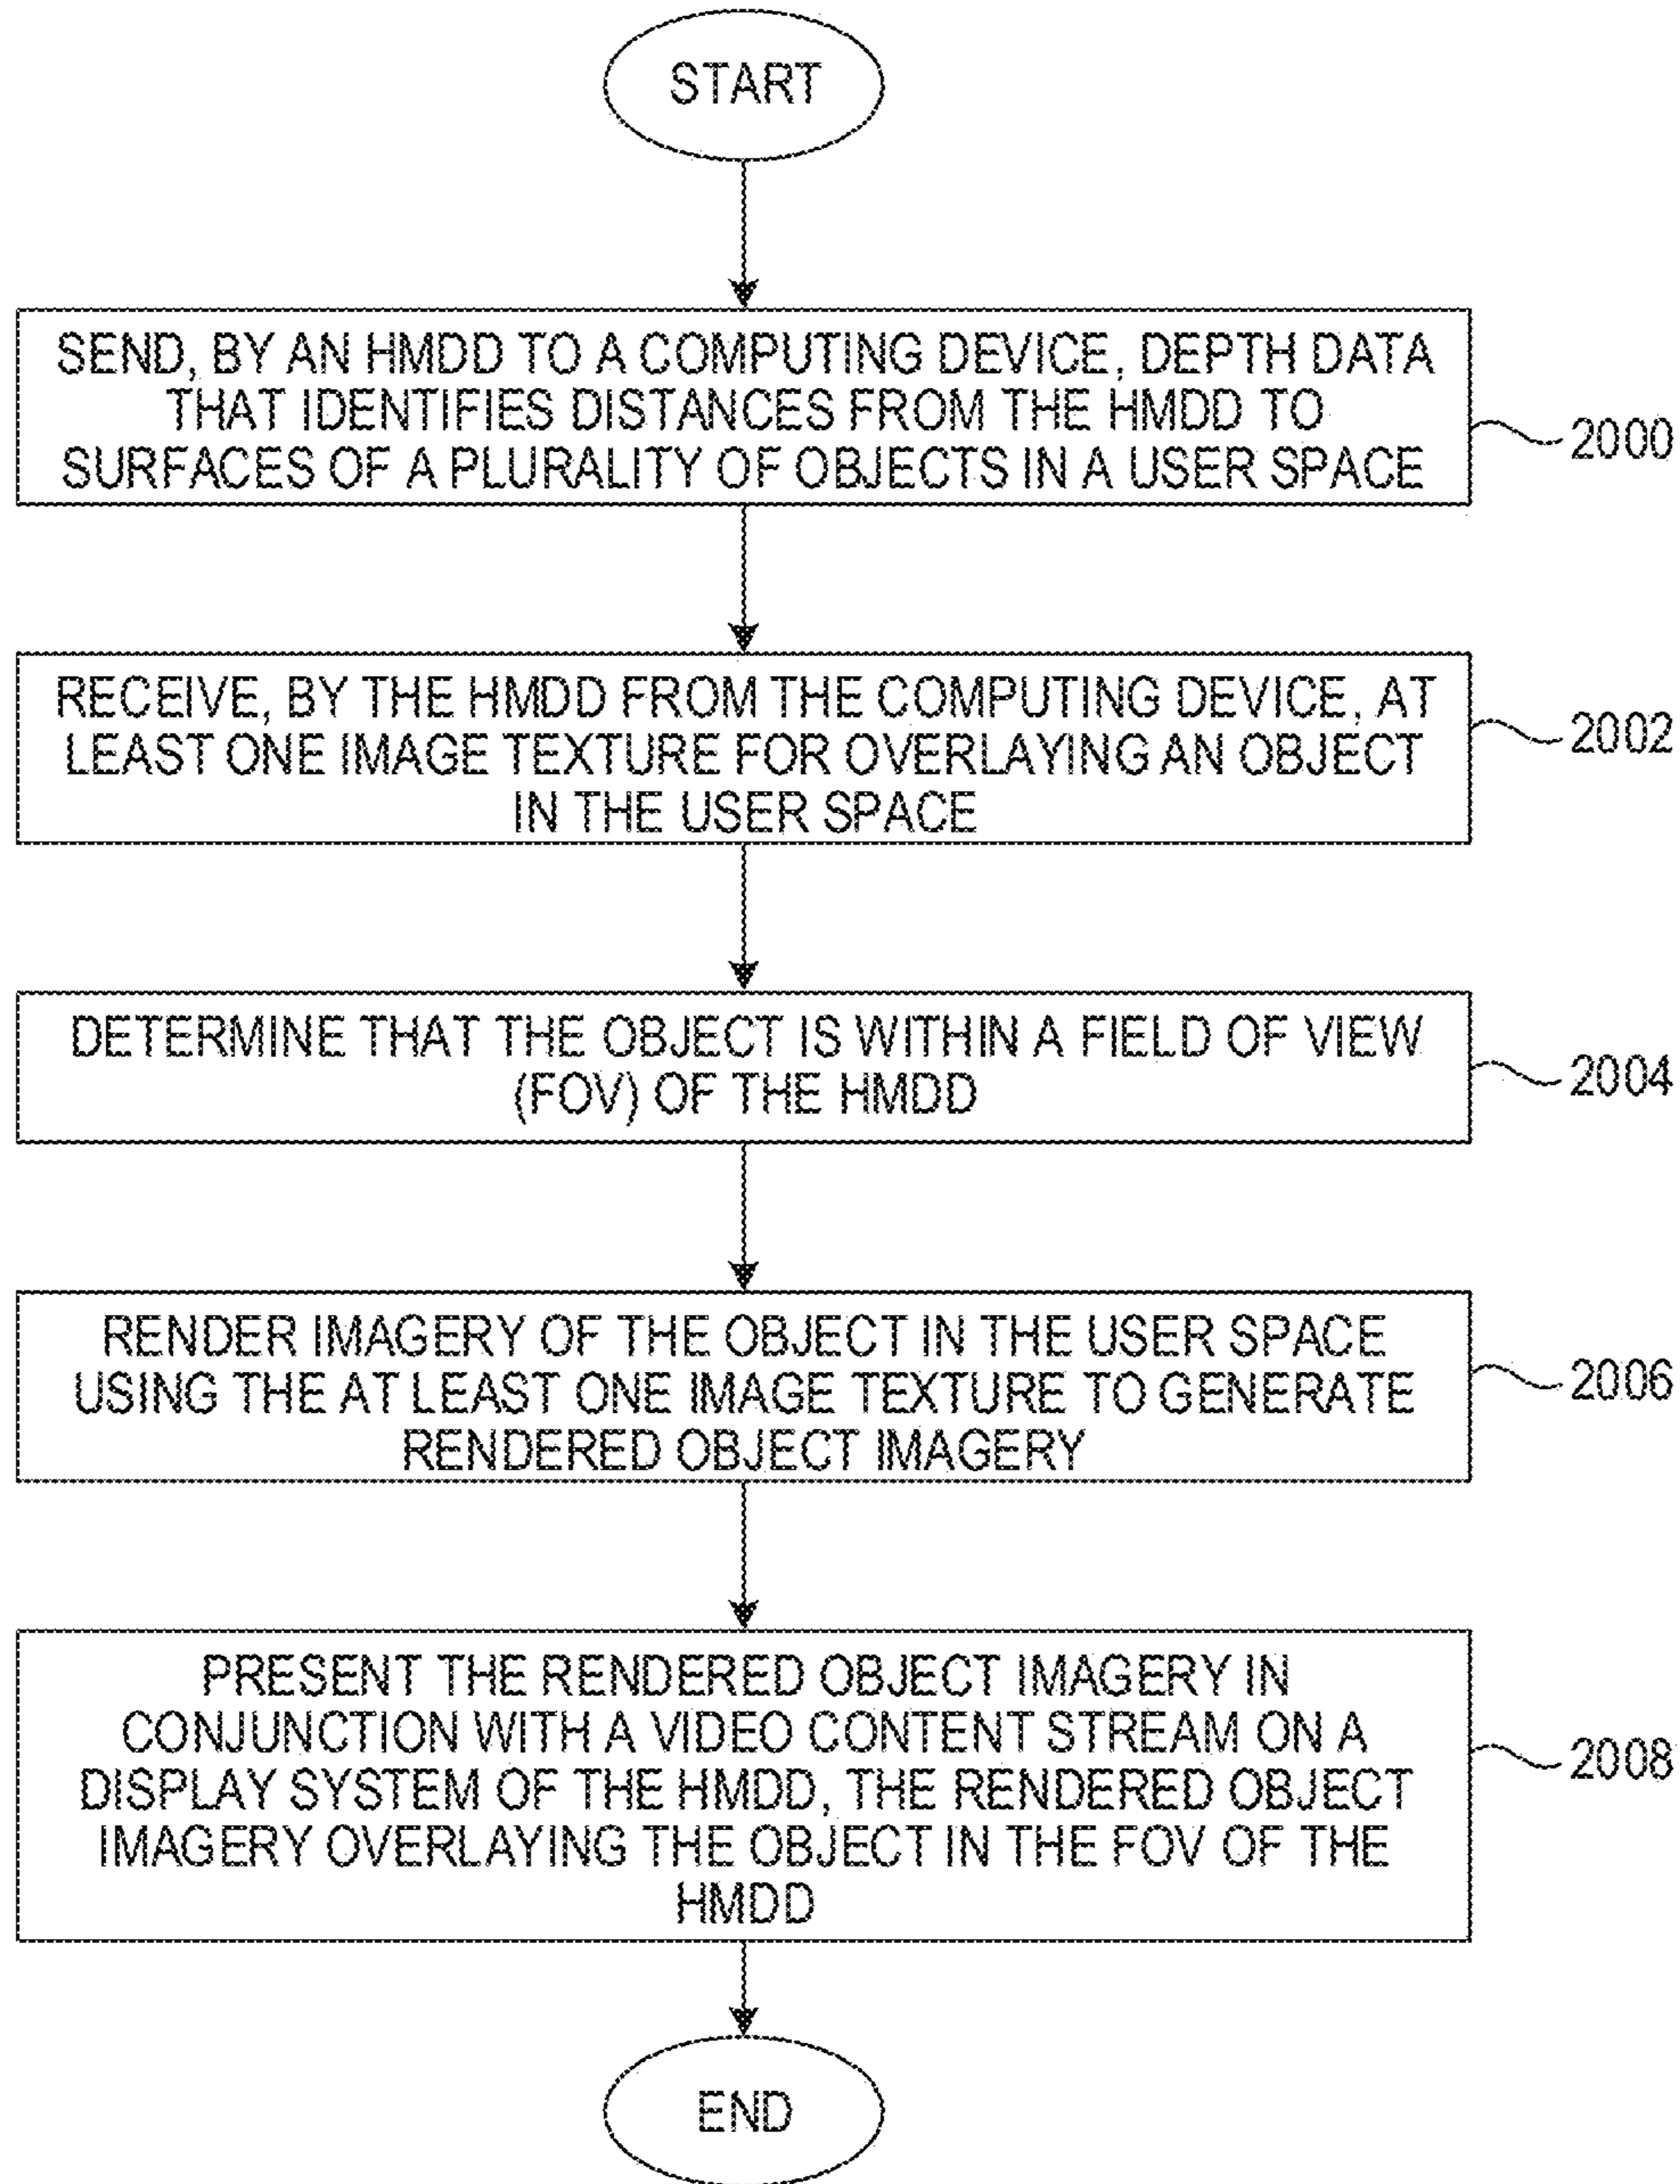 START
SEND, BY AN HMDD TO A COMPUTING DEVICE, DEPTH DATA
THAT IDENTIFIES DISTANCES FROM THE HMDD TO
SURFACES OF A PLURALITY OF OBJECTS IN A USER SPACE
2000
RECEIVE, BY THE HMDD FROM THE COMPUTING DEVICE, AT
LEAST ONE IMAGE TEXTURE FOR OVERLAYING AN OBJECT
IN THE USER SPACE
2002
DETERMINE THAT THE OBJECT IS WITHIN A FIELD OF VIEW
(FOV) OF THE HMDD
2004
RENDER IMAGERY OF THE OBJECT IN THE USER SPACE
USING THE AT LEAST ONE IMAGE TEXTURE TO GENERATE
RENDERED OBJECT IMAGERY
2006
PRESENT THE RENDERED OBJECT IMAGERY IN
CONJUNCTION WITH A VIDEO CONTENT STREAM ON A
DISPLAY SYSTEM OF THE HMDD, THE RENDERED OBJECT
IMAGERY OVERLAYING THE OBJECT IN THE FOV OF THE
HMDD
2008
END